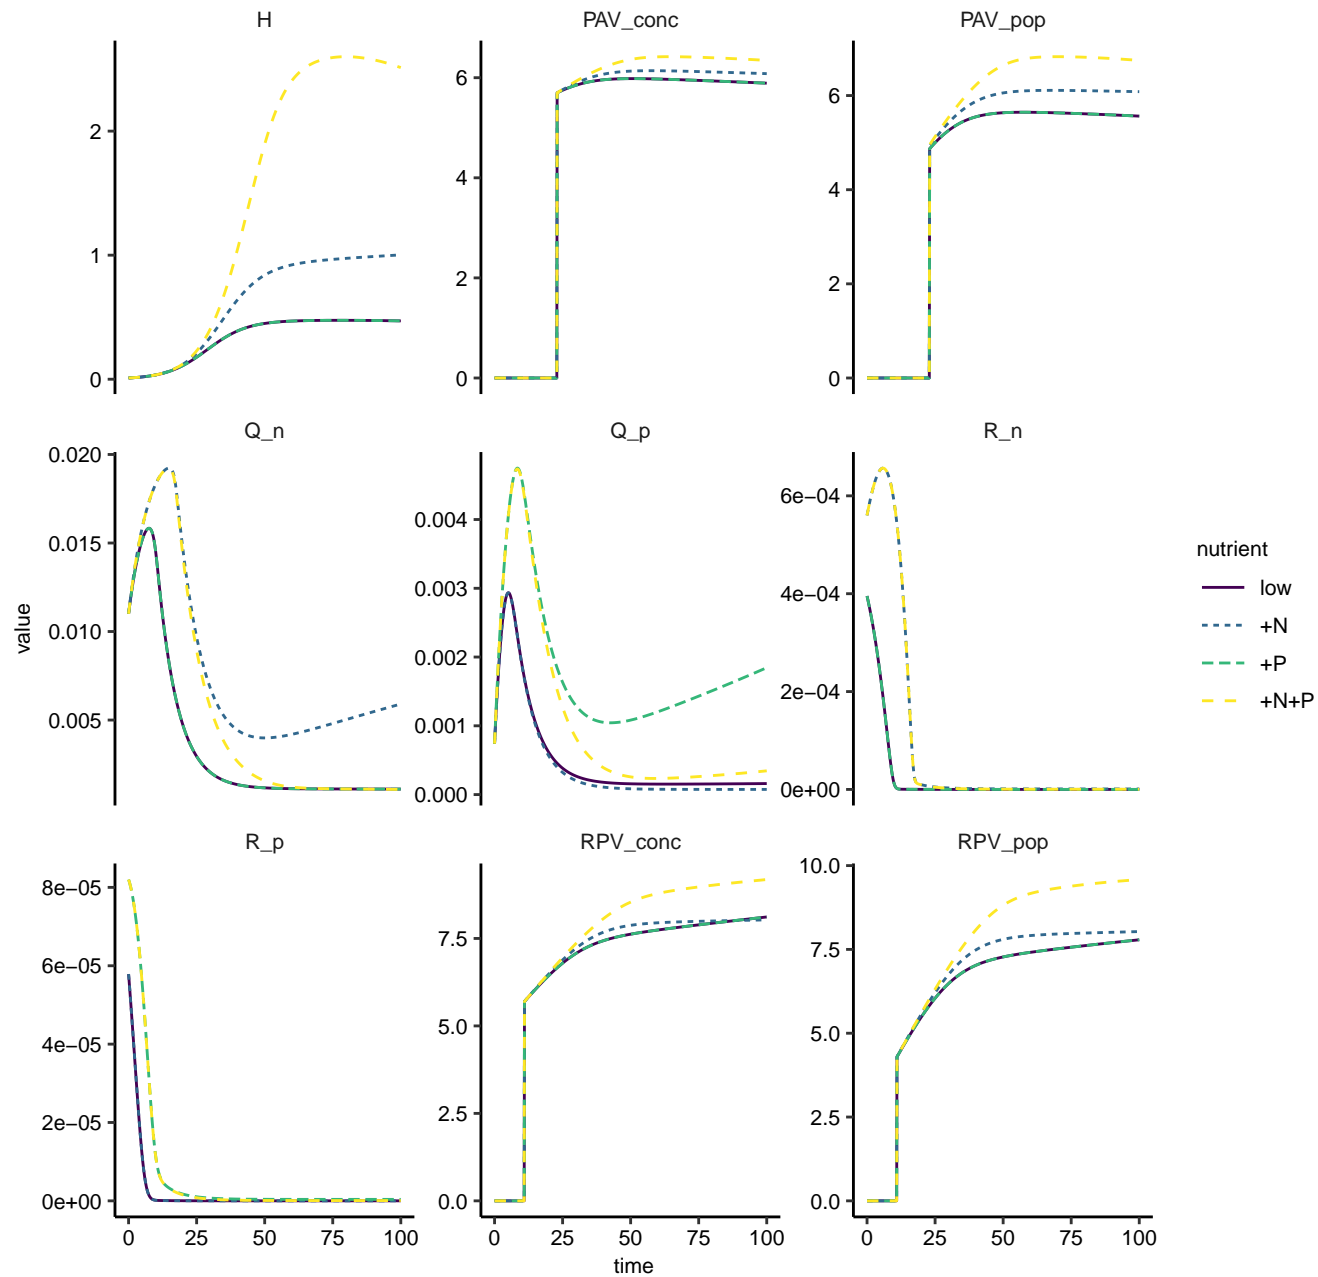 H
PAV_conc
PAV_pop
2
1
0
6
4
2
0
6
4
2
0
Q_n
Q_p
R_n
0.020
0.015
0.010
0.005
0.004
0.003
0.002
0.001
0.000
6e−04
4e−04
2e−04
0e+00
R_p
RPV_conc
RPV_pop
8e−05
6e−05
4e−05
2e−05
0e+00
7.5
5.0
2.5
0.0
10.0
7.5
5.0
2.5
0.0
0 25 50 75 100
0 25 50 75 100
0 25 50 75 100
time
value
nutrient
low
+N
+P
+N+P